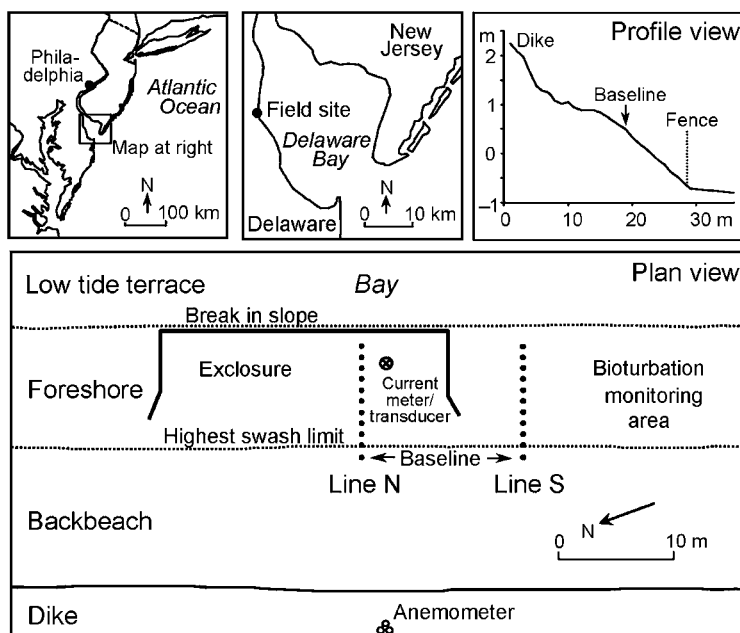 Phila-
delphia
Atlantic
Ocean
Map at right
N
0 100 km
New
Jersey
Field site
Delaware
Bay
N
Delaware
0 10 km
m
2
1
0
–1
Dike
Profile view
Baseline
Fence
10
20
30 m
Plan view
Low tide terrace
Bay
Break in slope
Foreshore
Exclosure
Current
meter/
transducer
Bioturbation
monitoring
area
Highest swash limit
Baseline
Line N
Line S
Backbeach
N
0 10 m
Dike
Anemometer